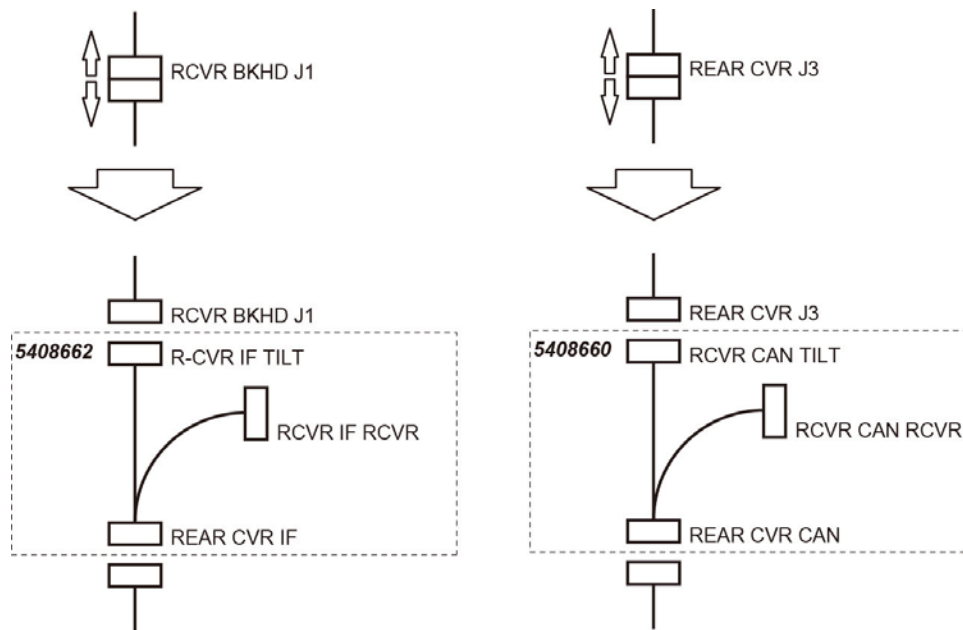 RCVR BKHD J1
REAR CVR J3
RCVR BKHD J1
REAR CVR J3
5408662
R-CVR IF TILT
5408660
RCVR CAN TILT
RCVR IF RCVR
RCVR CAN RCVR
REAR CVR IF
REAR CVR CAN